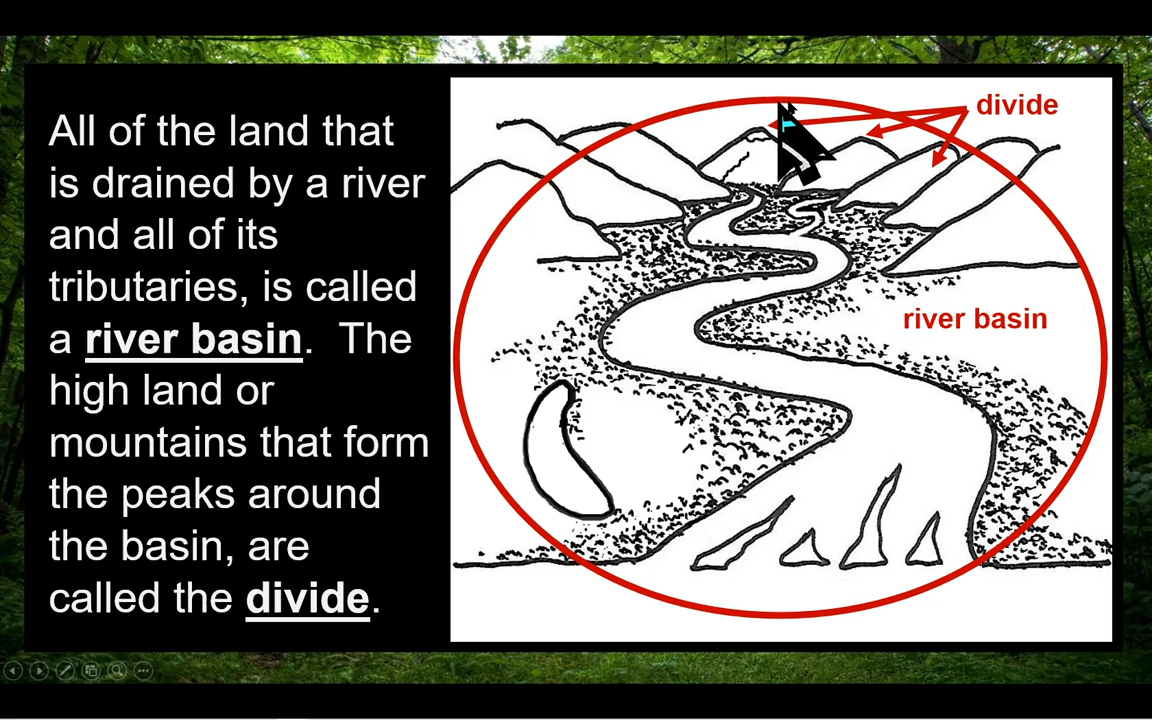 All of the land that
is drained by a river
and all of its
tributaries, is called
a river basin. The
high land or
mountains that form
the peaks around
the basin, are
called the divide.
divide
river basin